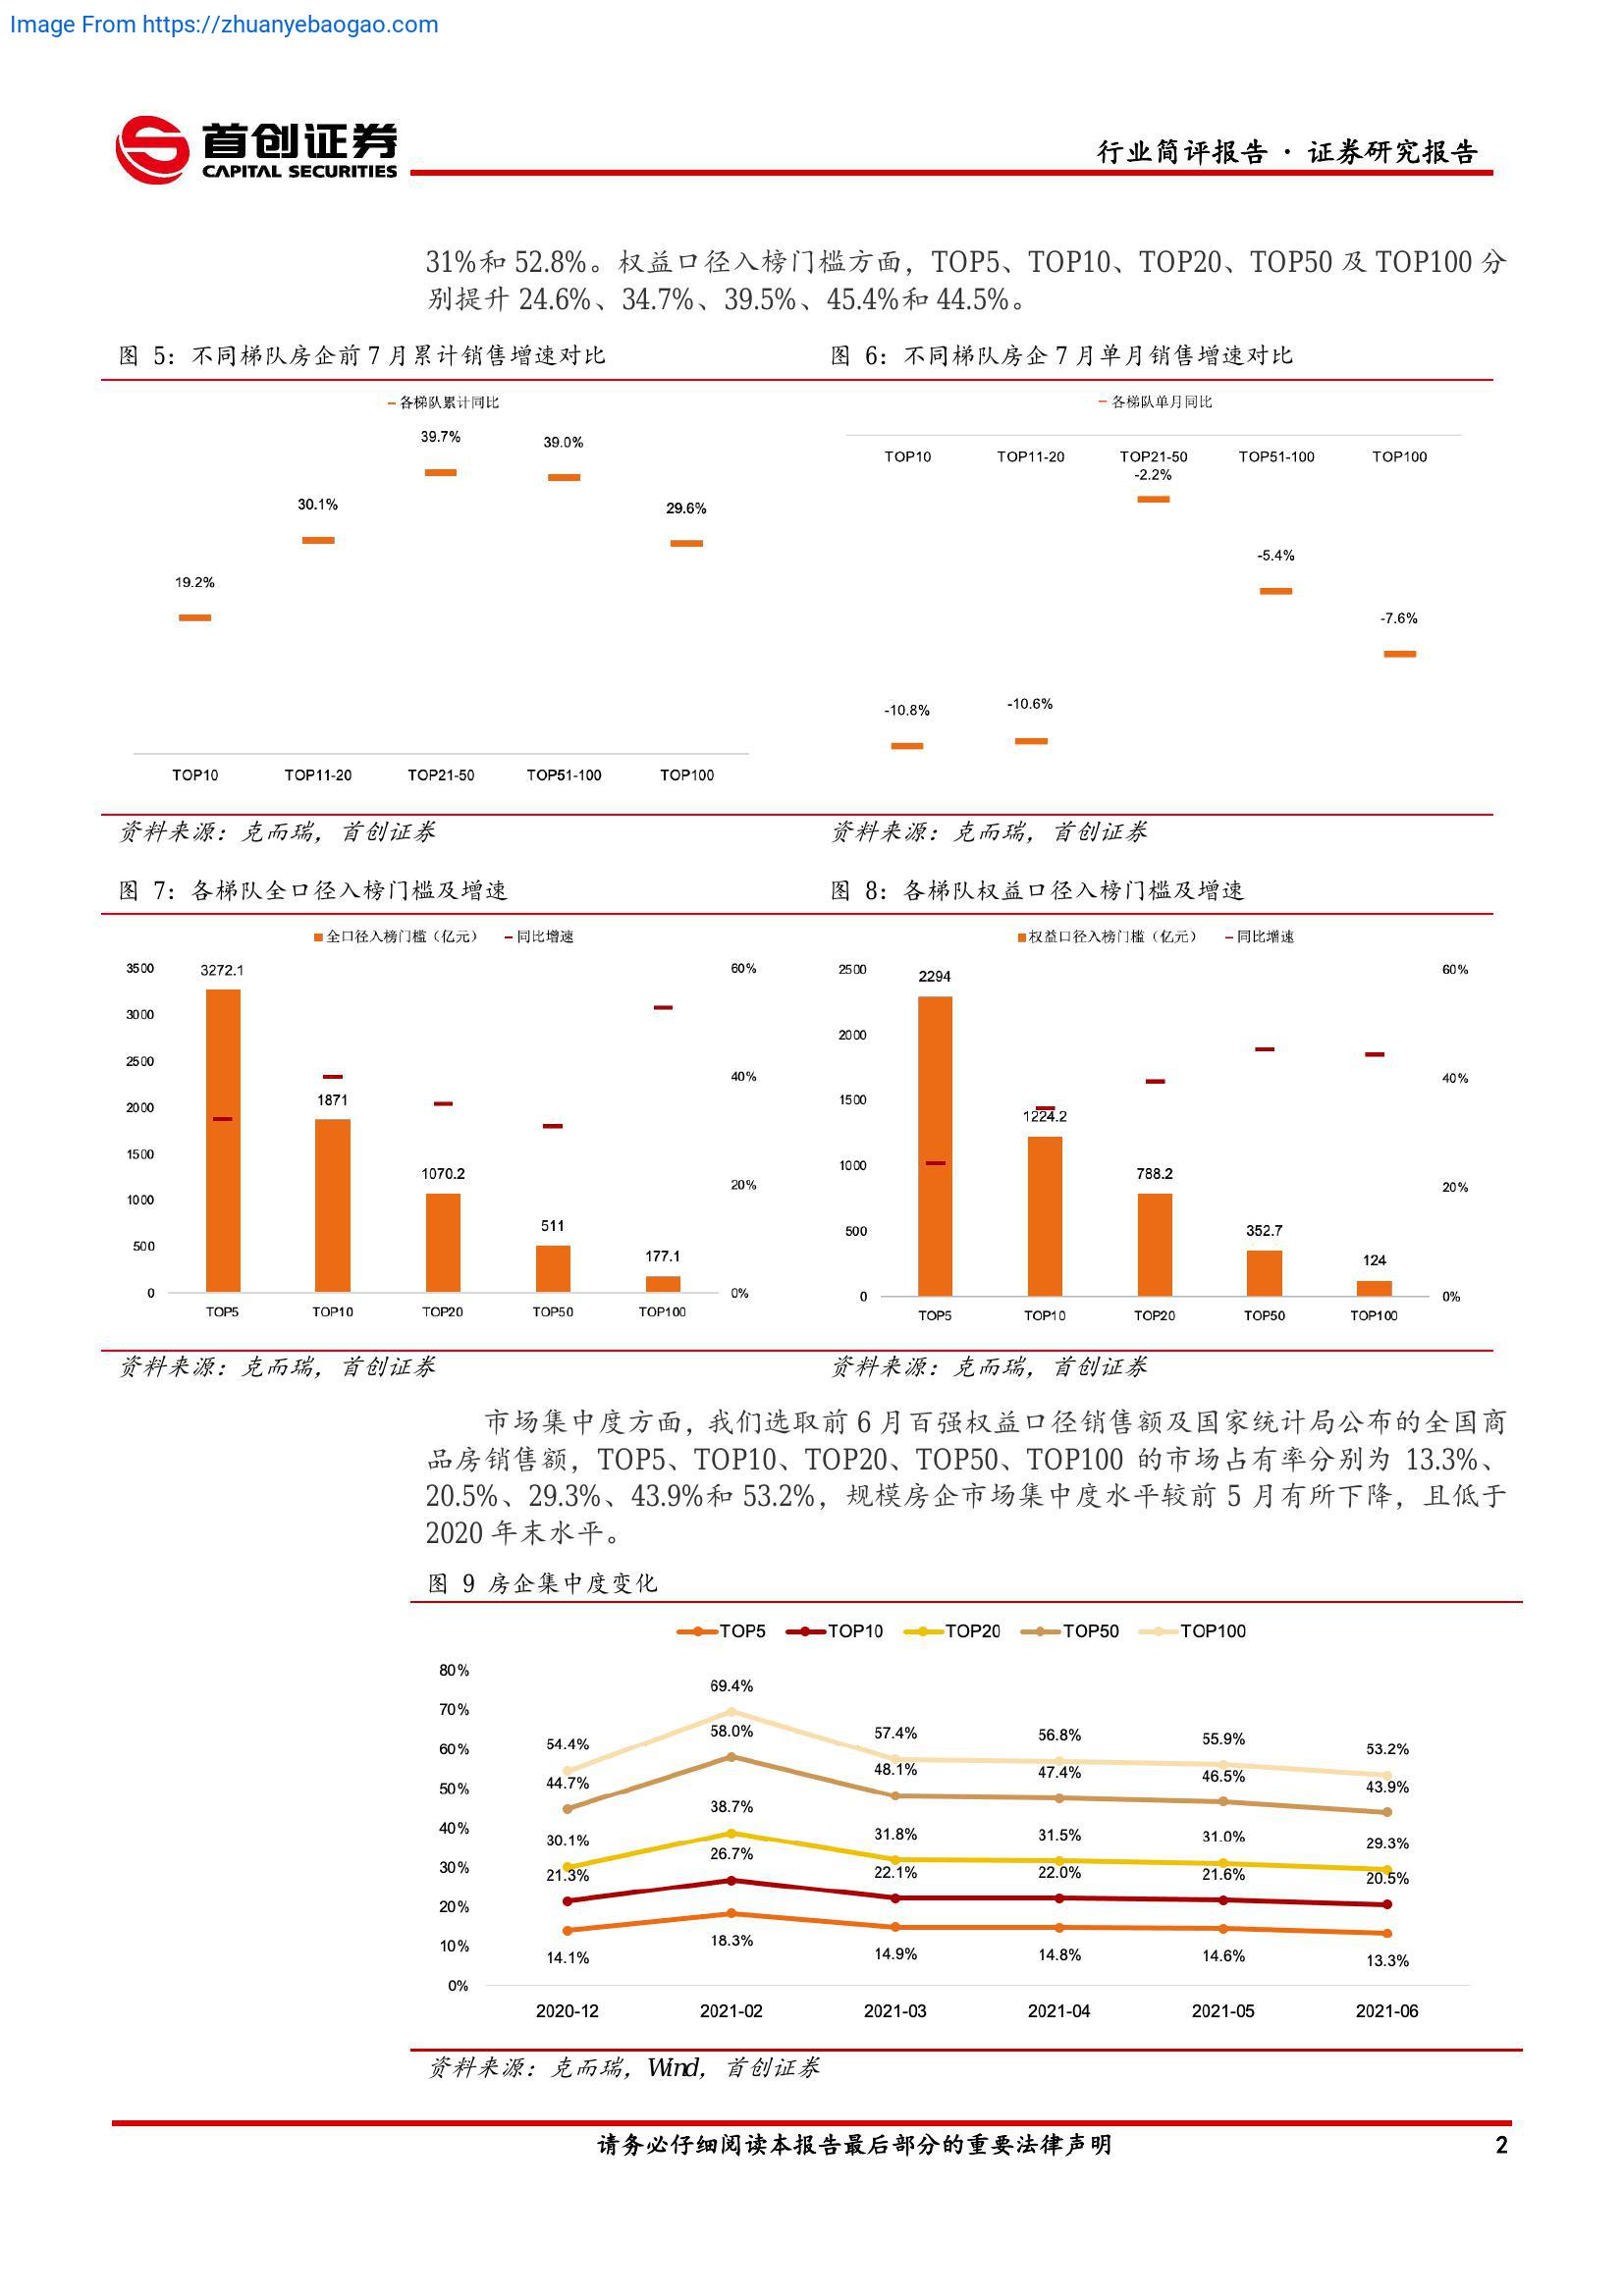 Image From https://zhuanyebaogao.com
首创证券
CAPITAL SECURITIES
行业简评报告 · 证券研究报告
31%和 52.8%。权益口径入榜门槛方面，TOP5、TOP10、TOP20、TOP50 及 TOP100 分
别提升 24.6%、34.7%、39.5%、45.4%和 44.5%。
图 5：不同梯队房企前 7 月累计销售增速对比
各梯队累计同比
39.7%
39.0%
30.1%
29.6%
19.2%
TOP10 TOP11-20 TOP21-50 TOP51-100 TOP100
资料来源：克而瑞，首创证券
图 6：不同梯队房企 7 月单月销售增速对比
各梯队单月同比
TOP10 TOP11-20 TOP21-50 TOP51-100 TOP100
-2.2%
-5.4%
-7.6%
-10.6%
-10.8%
资料来源：克而瑞，首创证券
图 7：各梯队全口径入榜门槛及增速
全口径入榜门槛（亿元） 同比增速
3500 3272.1 60%
3000
2500
40%
2000 1871
1500
1070.2
1000 20%
500 511
177.1
0 0%
TOP5 TOP10 TOP20 TOP50 TOP100
资料来源：克而瑞，首创证券
图 8：各梯队权益口径入榜门槛及增速
权益口径入榜门槛（亿元） 同比增速
2500 2294 60%
2000
40%
1500 1224.2
1000 788.2
20%
500 352.7
124
0 0%
TOP5 TOP10 TOP20 TOP50 TOP100
资料来源：克而瑞，首创证券
市场集中度方面，我们选取前 6 月百强权益口径销售额及国家统计局公布的全国商
品房销售额，TOP5、TOP10、TOP20、TOP50、TOP100 的市场占有率分别为 13.3%、
20.5%、29.3%、43.9%和 53.2%，规模房企市场集中度水平较前 5 月有所下降，且低于
2020 年末水平。
图 9 房企集中度变化
TOP5 TOP10 TOP20 TOP50 TOP100
80%
70%
60%
50%
40%
30%
20%
10%
0%
54.4% 69.4% 57.4% 56.8% 55.9% 53.2%
44.7% 58.0% 48.1% 47.4% 46.5% 43.9%
30.1% 38.7% 31.8% 31.5% 31.0% 29.3%
21.3% 26.7% 22.1% 22.0% 21.6% 20.5%
14.1% 18.3% 14.9% 14.8% 14.6% 13.3%
2020-12 2021-02 2021-03 2021-04 2021-05 2021-06
资料来源：克而瑞，Wind，首创证券
请务必仔细阅读本报告最后部分的重要法律声明 2